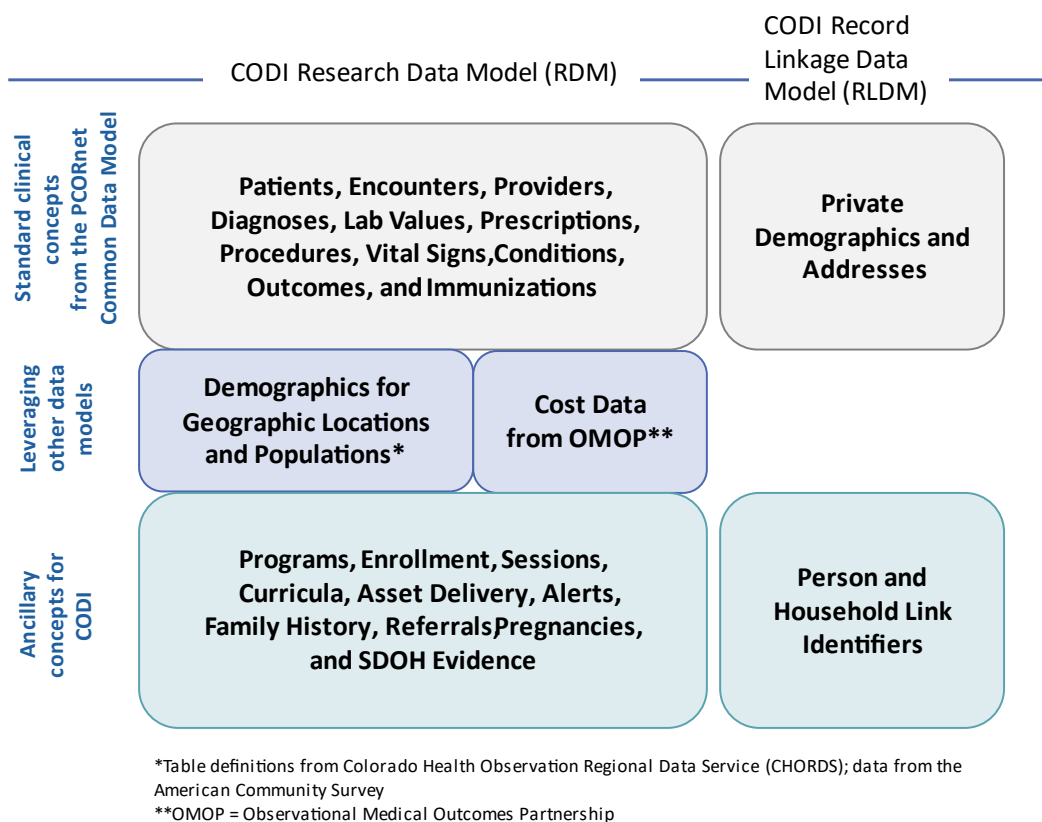 CODI Research Data Model (RDM)
CODI Record
Linkage Data
Model (RLDM)
Standard clinical
concepts
from the PCORnet
Common Data Model
Patients, Encounters, Providers,
Diagnoses, Lab Values, Prescriptions,
Procedures, Vital Signs,Conditions,
Outcomes, and Immunizations
Private
Demographics and
Addresses
Leveraging
other data
models
Demographics for
Geographic Locations
and Populations*
Cost Data
from OMOP**
Ancillary
concepts for
CODI
Programs, Enrollment, Sessions,
Curricula, Asset Delivery, Alerts,
Family History, Referrals,Pregnancies,
and SDOH Evidence
Person and
Household Link
Identifiers
*Table definitions from Colorado Health Observation Regional Data Service (CHORDS); data from the
American Community Survey
**OMOP = Observational Medical Outcomes Partnership